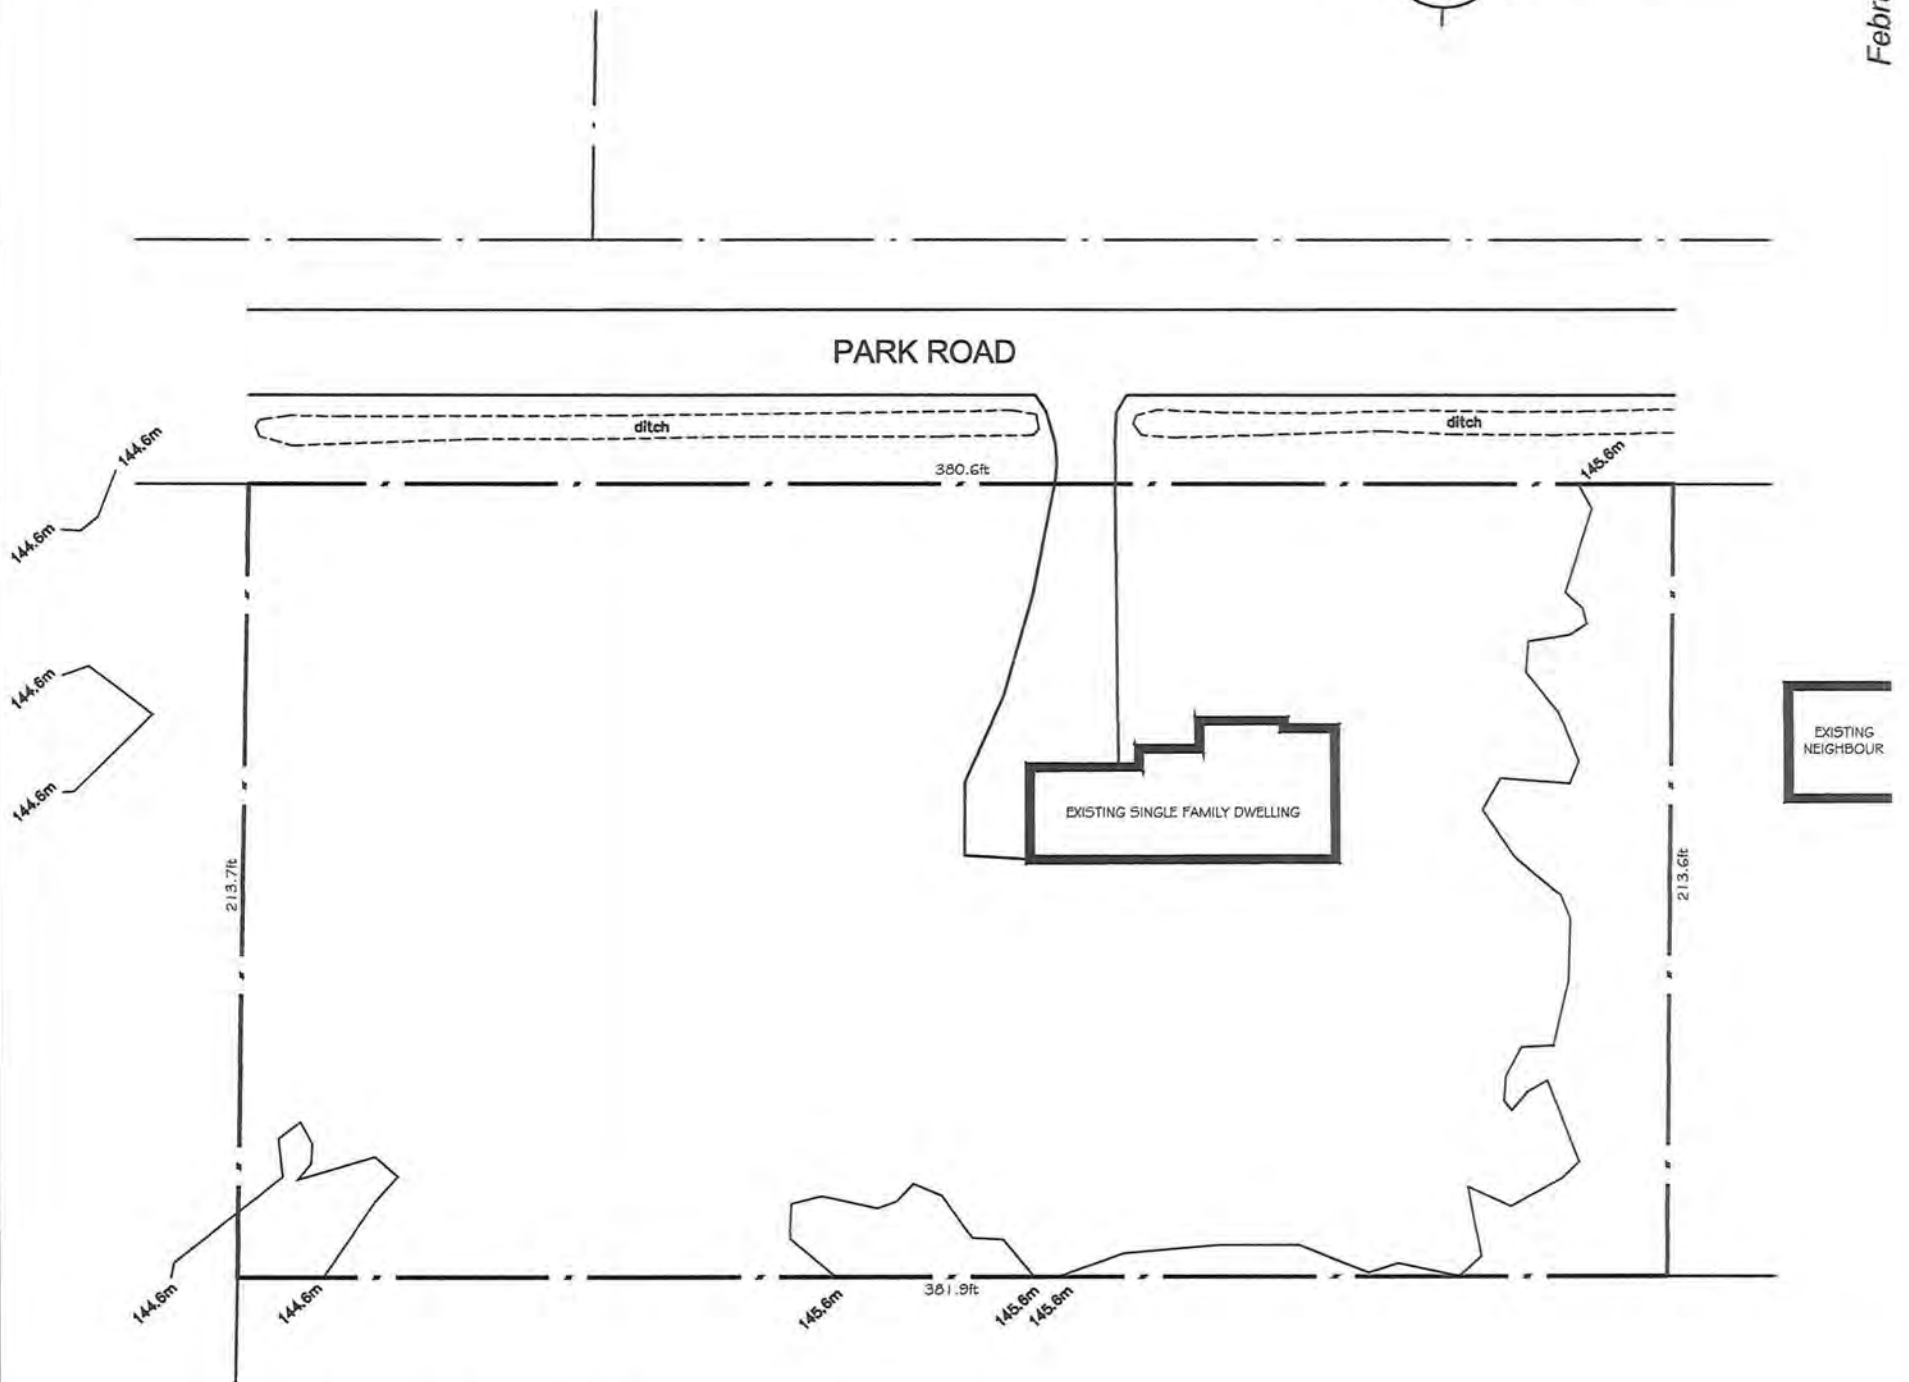 Febr
PARK ROAD
ditch
ditch
144.6m
380.6ft
145.6m
144.6m
144.6m
EXISTING
NEIGHBOUR
144.6m
EXISTING SINGLE FAMILY DWELLING
213.7ft
213.6ft
144.6m
144.6m
145.6m
381.9ft
145.6m
145.6m